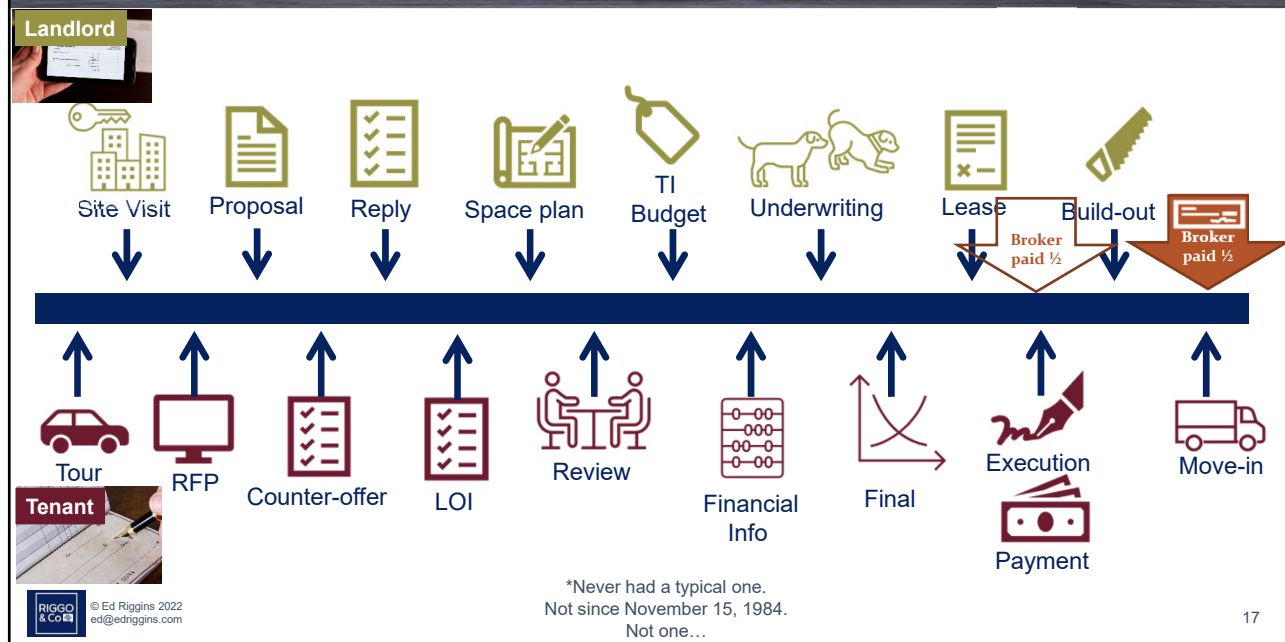 Landlord
Site Visit
Proposal
Reply
Space plan
TI
Budget
Underwriting
Lease
Build-out
Broker
paid ½
Broker
paid ½
Tour
RFP
Counter-offer
LOI
Review
Financial
Info
Final
Execution
Payment
Move-in
Tenant
RIGGO
& Co
© Ed Riggins 2022
ed@edriggins.com
*Never had a typical one.
Not since November 15, 1984.
Not one…
17